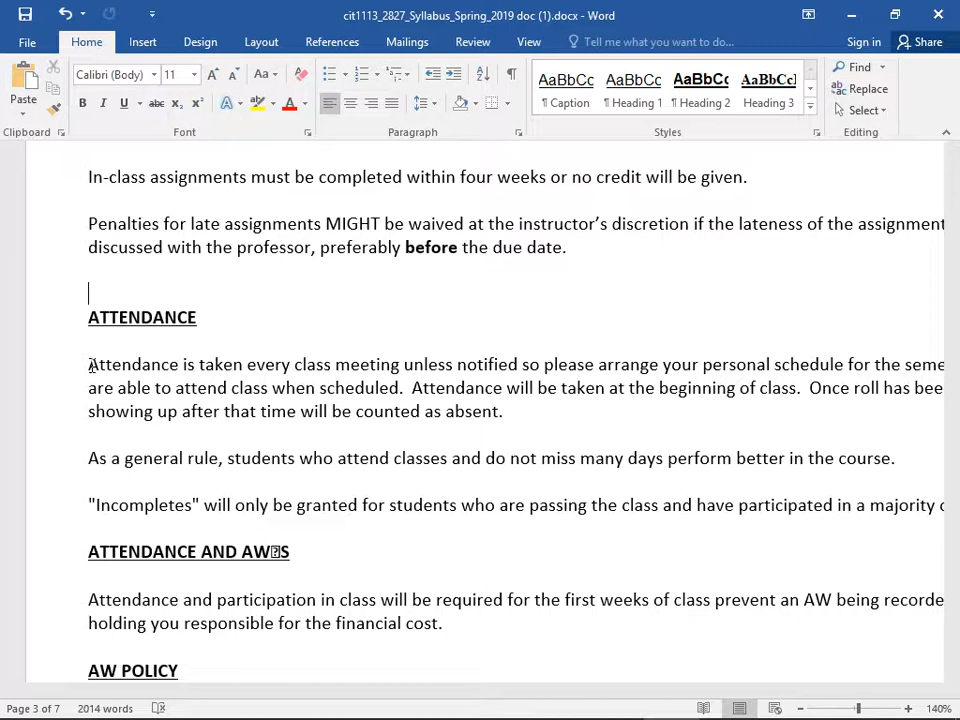 cit1113_2827_Syllabus_Spring_2019 doc (1).docx - Word
File Home Insert Design Layout References Mailings Review View Tell me what you want to do... Sign in Share
Paste
Calibri (Body) 11 Aa
B I U abc x₂ x² A A
AaBbCc AaBbCc AaBbCc AaBbCcI
¶ Caption ¶ Heading 1 ¶ Heading 2 Heading 3
Find
Replace
Select
Clipboard Font Paragraph Styles Editing
In-class assignments must be completed within four weeks or no credit will be given.
Penalties for late assignments MIGHT be waived at the instructor’s discretion if the lateness of the assignment
discussed with the professor, preferably before the due date.
ATTENDANCE
Attendance is taken every class meeting unless notified so please arrange your personal schedule for the seme
are able to attend class when scheduled.  Attendance will be taken at the beginning of class.  Once roll has bee
showing up after that time will be counted as absent.
As a general rule, students who attend classes and do not miss many days perform better in the course.
"Incompletes" will only be granted for students who are passing the class and have participated in a majority
ATTENDANCE AND AW⍰S
Attendance and participation in class will be required for the first weeks of class prevent an AW being recorde
holding you responsible for the financial cost.
AW POLICY
Page 3 of 7 2014 words 140%